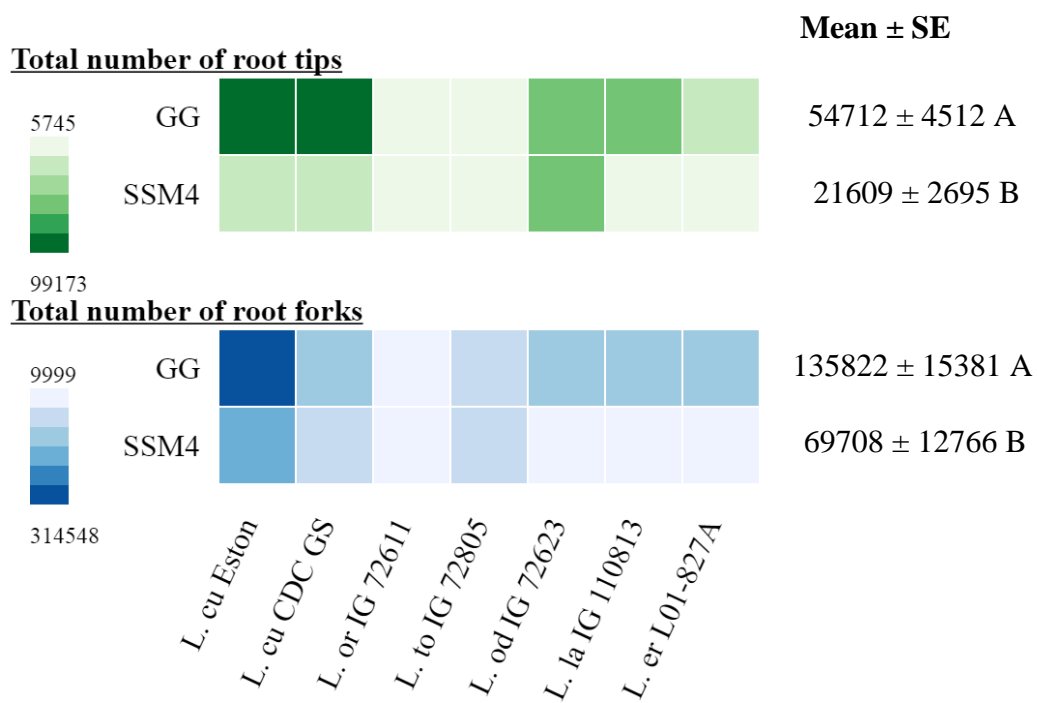 Mean ± SE
Total number of root tips
5745
GG
54712 ± 4512 A
SSM4
21609 ± 2695 B
99173
Total number of root forks
9999
GG
135822 ± 15381 A
SSM4
69708 ± 12766 B
314548
L. cu Eston
L. cu CDC GS
L. or IG 72611
L. to IG 72805
L. od IG 72623
L. la IG 110813
L. er L01-827A